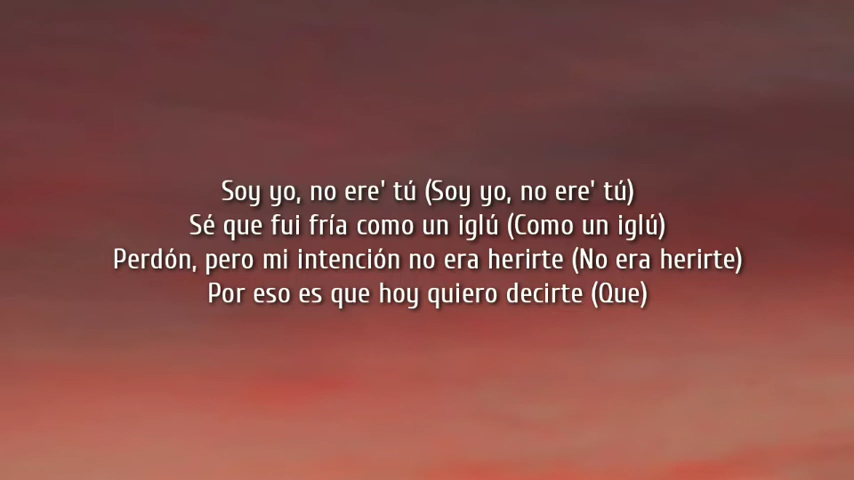 Soy yo, no ere' tú (Soy yo, no ere' tú)
Sé que fui fría como un iglú (Como un iglú)
Perdón, pero mi intención no era herirte (No era herirte)
Por eso es que hoy quiero decirte (Que)